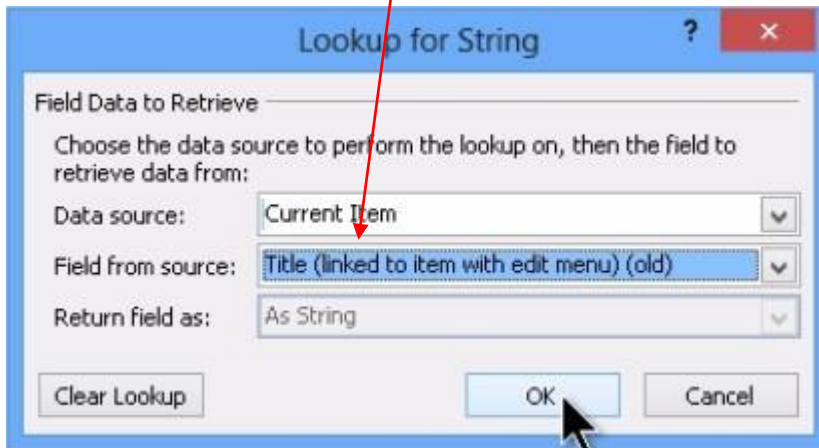 Lookup for String ? ×
Field Data to Retrieve
Choose the data source to perform the lookup on, then the field to
retrieve data from:
Data source: Current Item
Field from source: Title (linked to item with edit menu) (old)
Return field as: As String
Clear Lookup OK Cancel